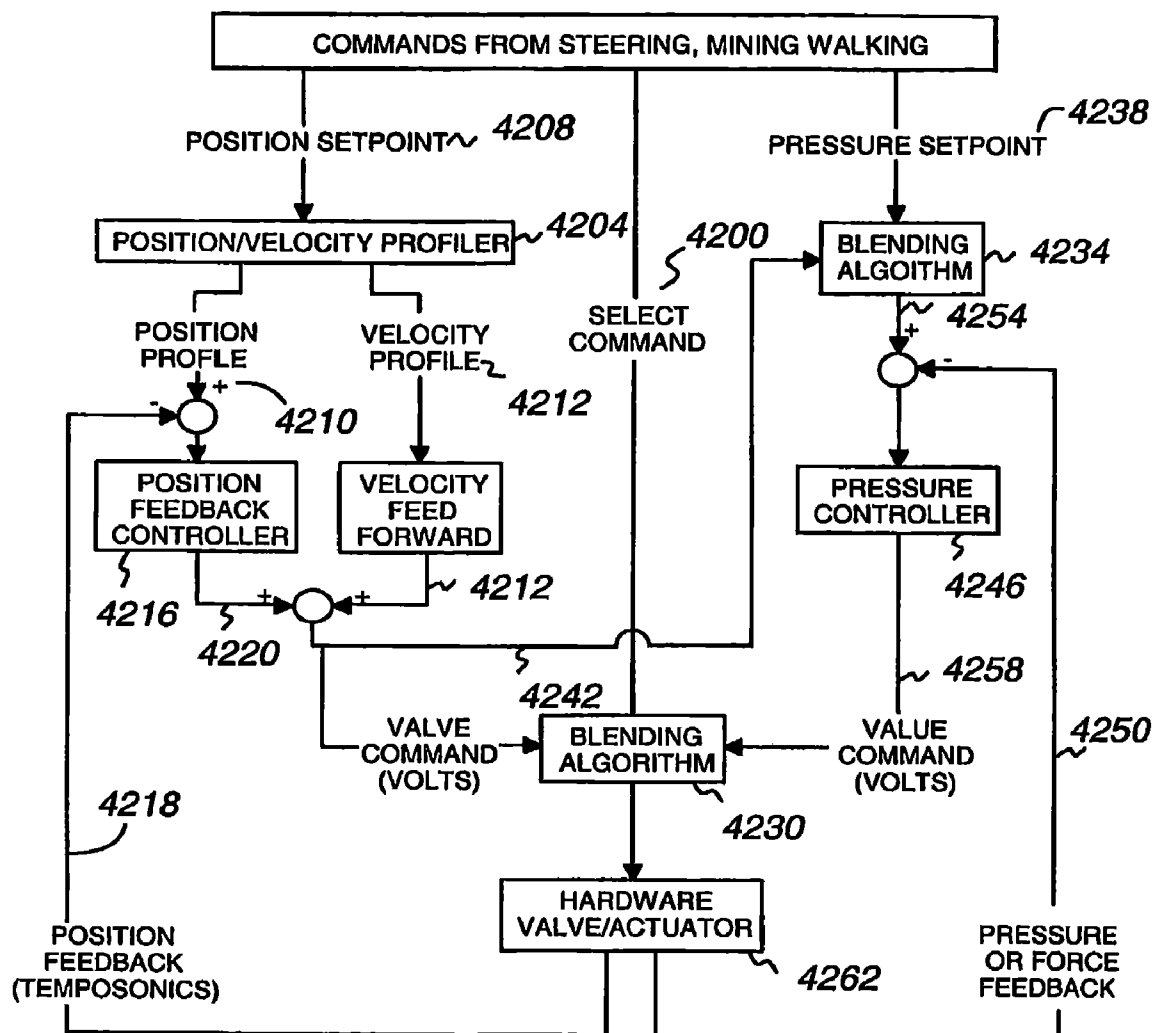 COMMANDS FROM STEERING, MINING WALKING
POSITION SETPOINT
4208
4238
PRESSURE SETPOINT
POSITION/VELOCITY PROFILER
4204
4200
BLENDING
ALGOITHM
4234
POSITION
PROFLE
VELOCITY
PROFILE
SELECT
COMMAND
4254
+
-
+
-
4210
4212
POSITION
FEEDBACK
CONTROLLER
VELOCITY
FEED
FORWARD
PRESSURE
CONTROLLER
4216
+
+
4212
4246
4220
4242
4258
VALVE
COMMAND
(VOLTS)
BLENDING
ALGORITHM
VALUE
COMMAND
(VOLTS)
4250
4218
4230
HARDWARE
VALVE/ACTUATOR
POSITION
FEEDBACK
(TEMPOSONICS)
4262
PRESSURE
OR FORCE
FEEDBACK